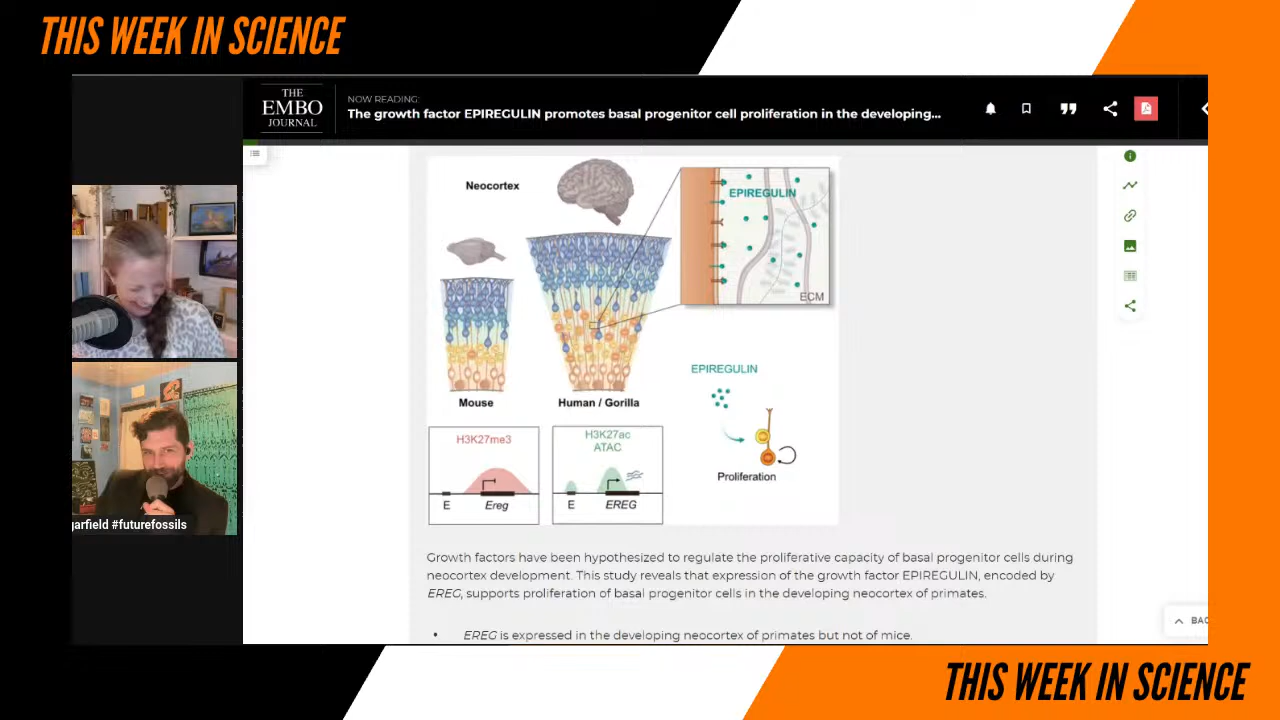 THIS WEEK IN SCIENCE
THE
EMBO
JOURNAL
NOW READING:
The growth factor EPIREGULIN promotes basal progenitor cell proliferation in the developing...
Neocortex
EPIREGULIN
ECM
Mouse
Human / Gorilla
EPIREGULIN
Proliferation
H3K27me3
E
Ereg
H3K27ac
ATAC
E
EREG
garfield #futurefossils
Growth factors have been hypothesized to regulate the proliferative capacity of basal progenitor cells during
neocortex development. This study reveals that expression of the growth factor EPIREGULIN, encoded by
EREG, supports proliferation of basal progenitor cells in the developing neocortex of primates.
• EREG is expressed in the developing neocortex of primates but not of mice.
BAC
THIS WEEK IN SCIENCE